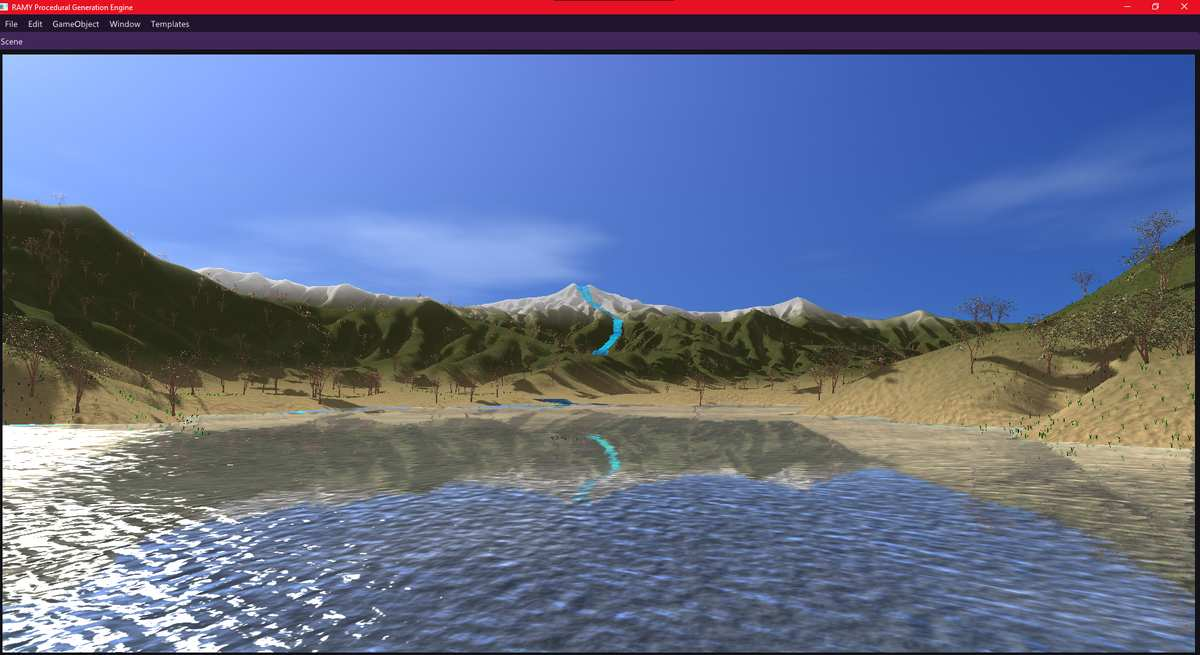 RAMY Procedural Generation Engine
File Edit GameObject Window Templates
Scene